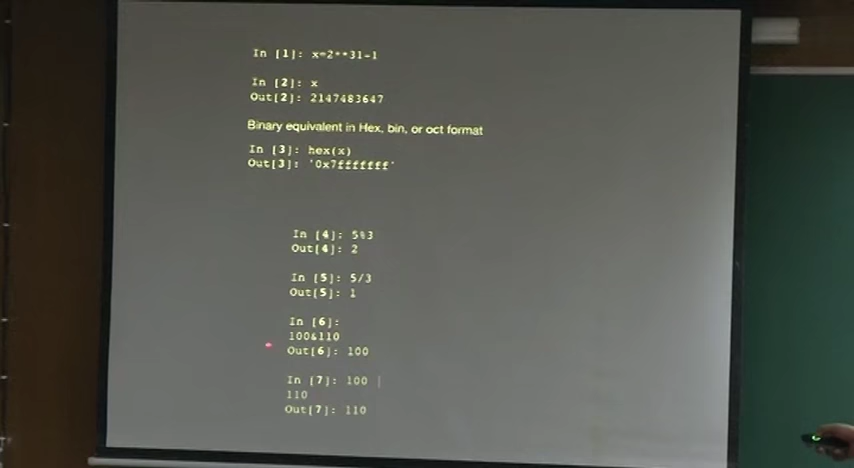 In [1]: x=2**31-1
In [2]: x
Out[2]: 2147483647
Binary equivalent in Hex, bin, or oct format
In [3]: hex(x)
Out[3]: '0x7fffffff'
In [4]: 5%3
Out[4]: 2
In [5]: 5/3
Out[5]: 1
In [6]:
100&110
Out[6]: 100
In [7]: 100 |
110
Out[7]: 110